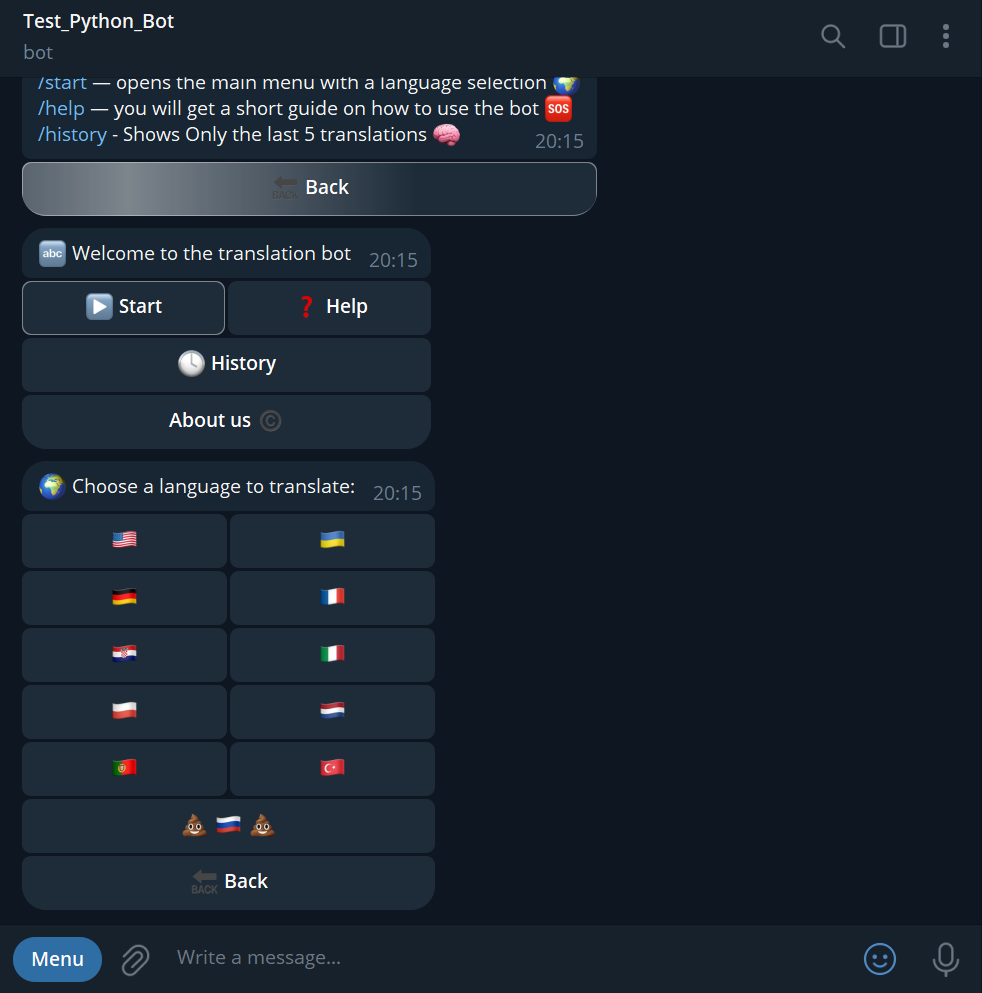 Test_Python_Bot
bot
/start — opens the main menu with a language selection 🌍
/help — you will get a short guide on how to use the bot 🆘
/history - Shows Only the last 5 translations 🧠
20:15
🔙 Back
🔤 Welcome to the translation bot 20:15
▶️ Start
❓ Help
🕓 History
About us ©️
🌍 Choose a language to translate: 20:15
🇺🇸 🇺🇦
🇩🇪 🇫🇷
🇭🇷 🇮🇹
🇵🇱 🇳🇱
🇵🇹 🇹🇷
💩 🇷🇺 💩
🔙 Back
Menu
Write a message...